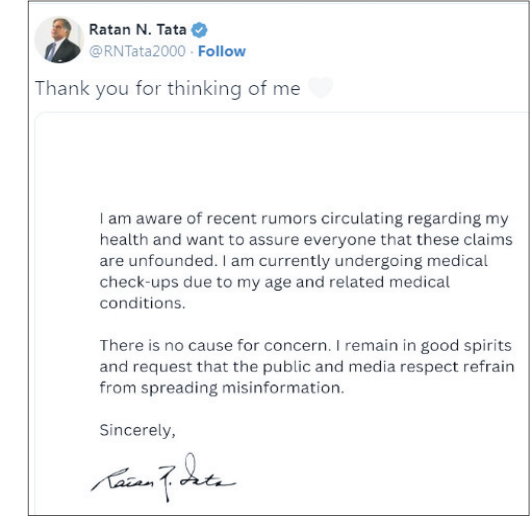 Ratan N. Tata
@RNTata2000 · Follow
Thank you for thinking of me
I am aware of recent rumors circulating regarding my
health and want to assure everyone that these claims
are unfounded. I am currently undergoing medical
check-ups due to my age and related medical
conditions.
There is no cause for concern. I remain in good spirits
and request that the public and media respect refrain
from spreading misinformation.
Sincerely,
Ratan N. Tata